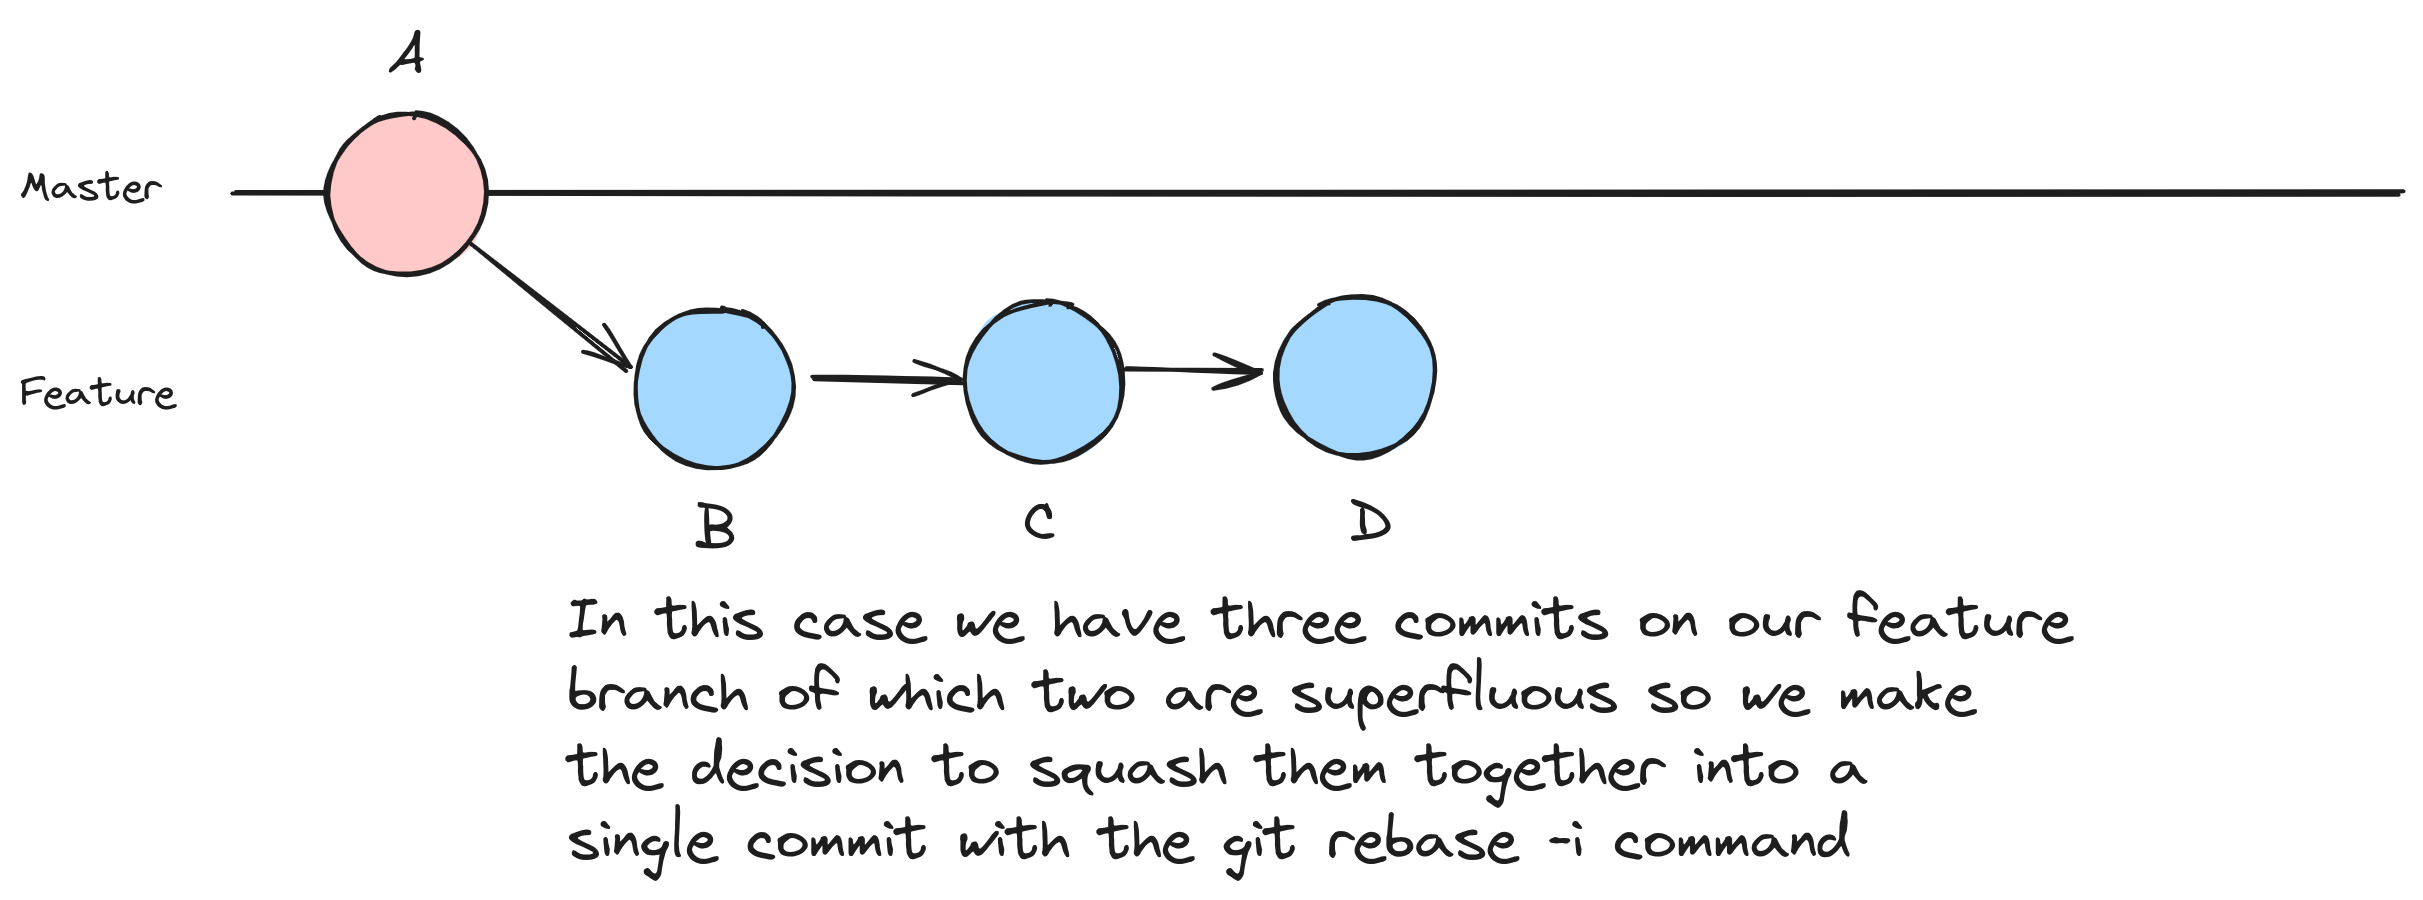 A
Master
Feature
B
C
D
In this case we have three commits on our feature
branch of which two are superfluous so we make
the decision to squash them together into a
single commit with the git rebase -i command